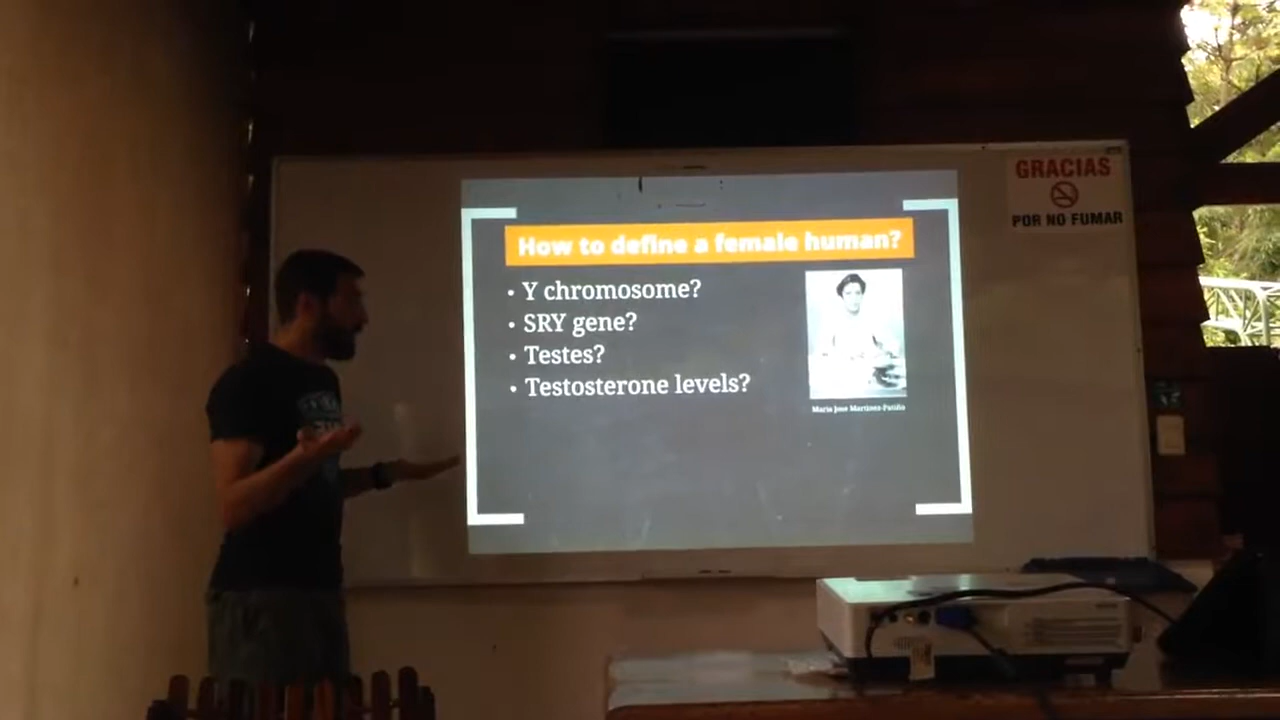 How to define a female human?
• Y chromosome?
• SRY gene?
• Testes?
• Testosterone levels?
Maria Jose Martinez-Patiño
GRACIAS
POR NO FUMAR